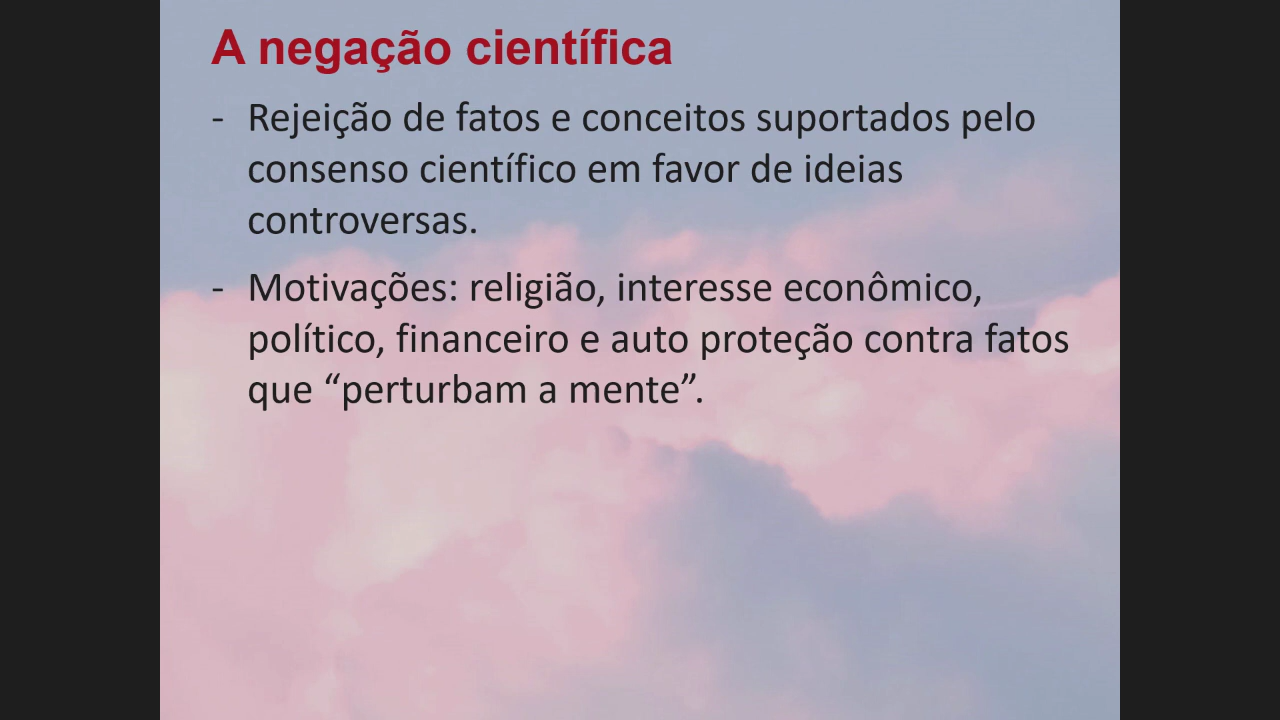 A negação científica
- Rejeição de fatos e conceitos suportados pelo
consenso científico em favor de ideias
controversas.
- Motivações: religião, interesse econômico,
político, financeiro e auto proteção contra fatos
que “perturbam a mente”.